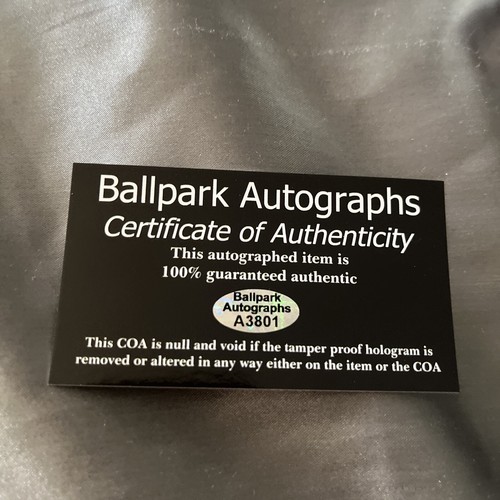 Ballpark Autographs
Certificate of Authenticity
This autographed item is
100% guaranteed authentic
Ballpark
Autographs
A3801
This COA is null and void if the tamper proof hologram is
removed or altered in any way either on the item or the COA